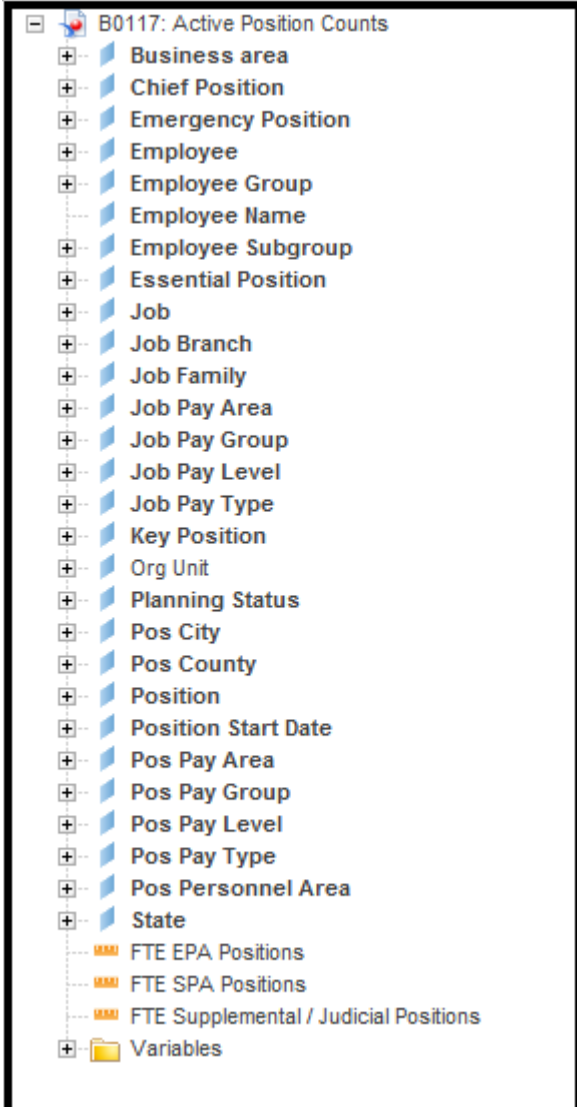 B0117: Active Position Counts
Business area
Chief Position
Emergency Position
Employee
Employee Group
Employee Name
Employee Subgroup
Essential Position
Job
Job Branch
Job Family
Job Pay Area
Job Pay Group
Job Pay Level
Job Pay Type
Key Position
Org Unit
Planning Status
Pos City
Pos County
Position
Position Start Date
Pos Pay Area
Pos Pay Group
Pos Pay Level
Pos Pay Type
Pos Personnel Area
State
FTE EPA Positions
FTE SPA Positions
FTE Supplemental / Judicial Positions
Variables